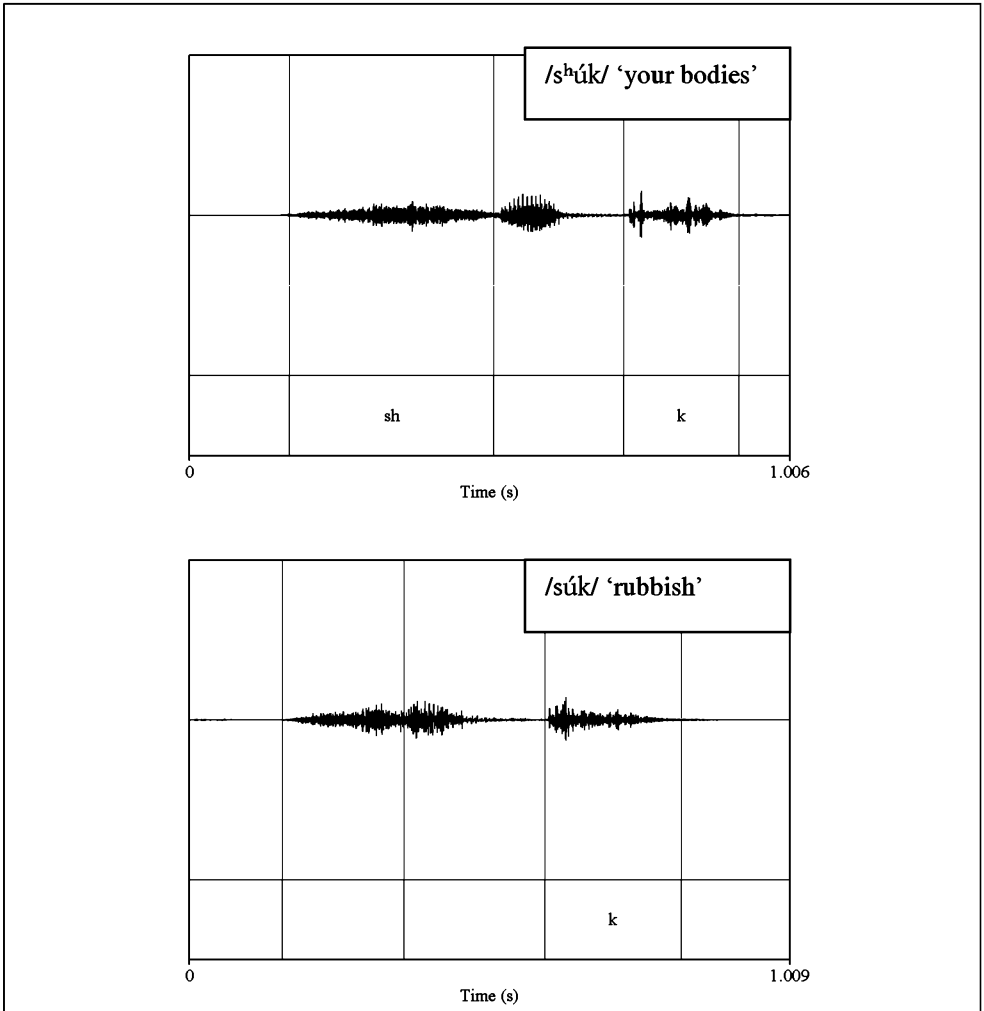 /sʰúk/ ‘your bodies’
sh k
0 1.006
Time (s)
/súk/ ‘rubbish’
k
0 1.009
Time (s)